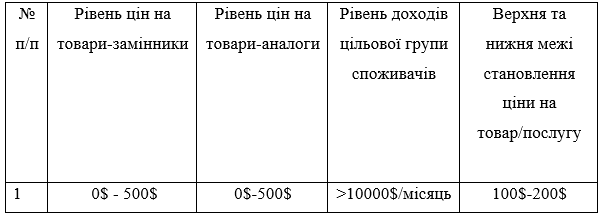 № п/п
Рівень цін на товари-замінники
Рівень цін на товари-аналоги
Рівень доходів цільової групи споживачів
Верхня та нижня межі становлення ціни на товар/послугу
1
0$ - 500$
0$-500$
>10000$/місяць
100$-200$